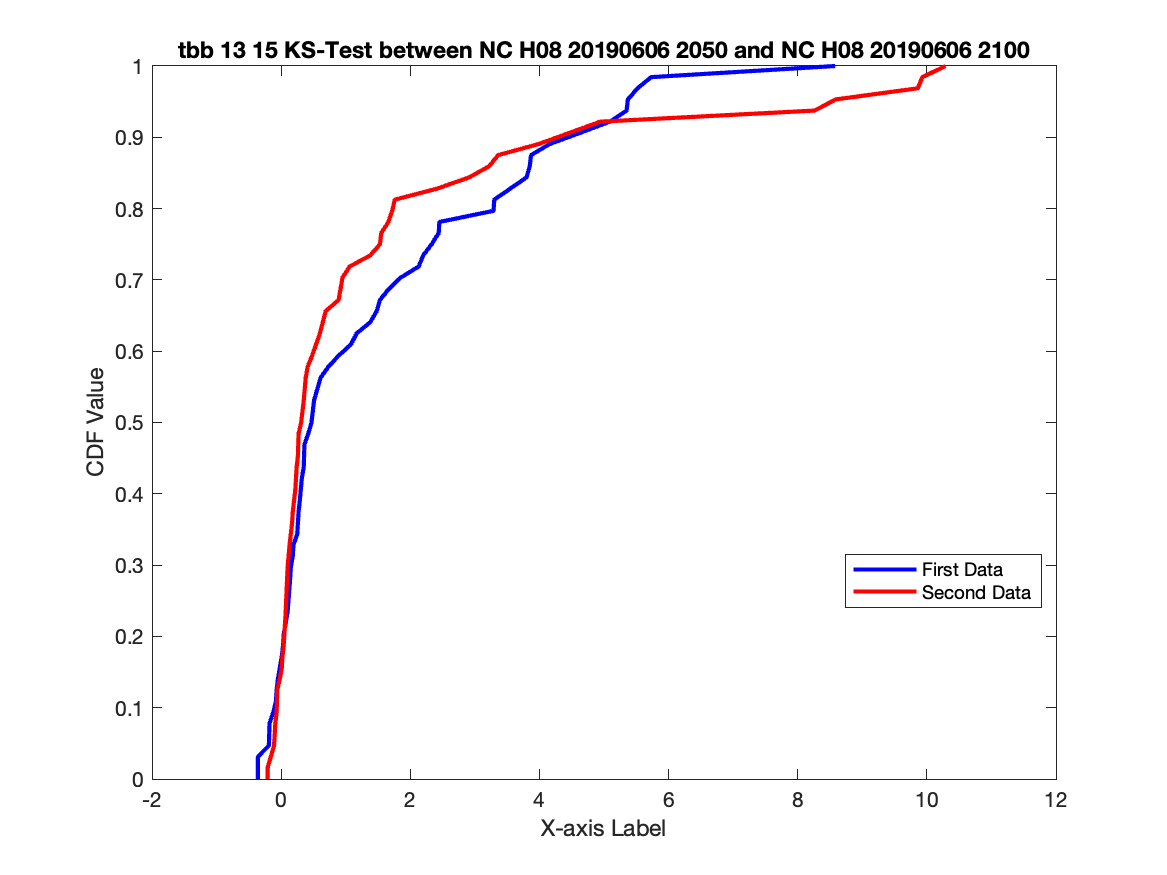 tbb 13 15 KS-Test between NC H08 20190606 2050 and NC H08 20190606 2100
1
0.9
0.8
0.7
0.6
0.5
0.4
0.3
0.2
0.1
0
CDF Value
First Data
Second Data
-2 0 2 4 6 8 10 12
X-axis Label